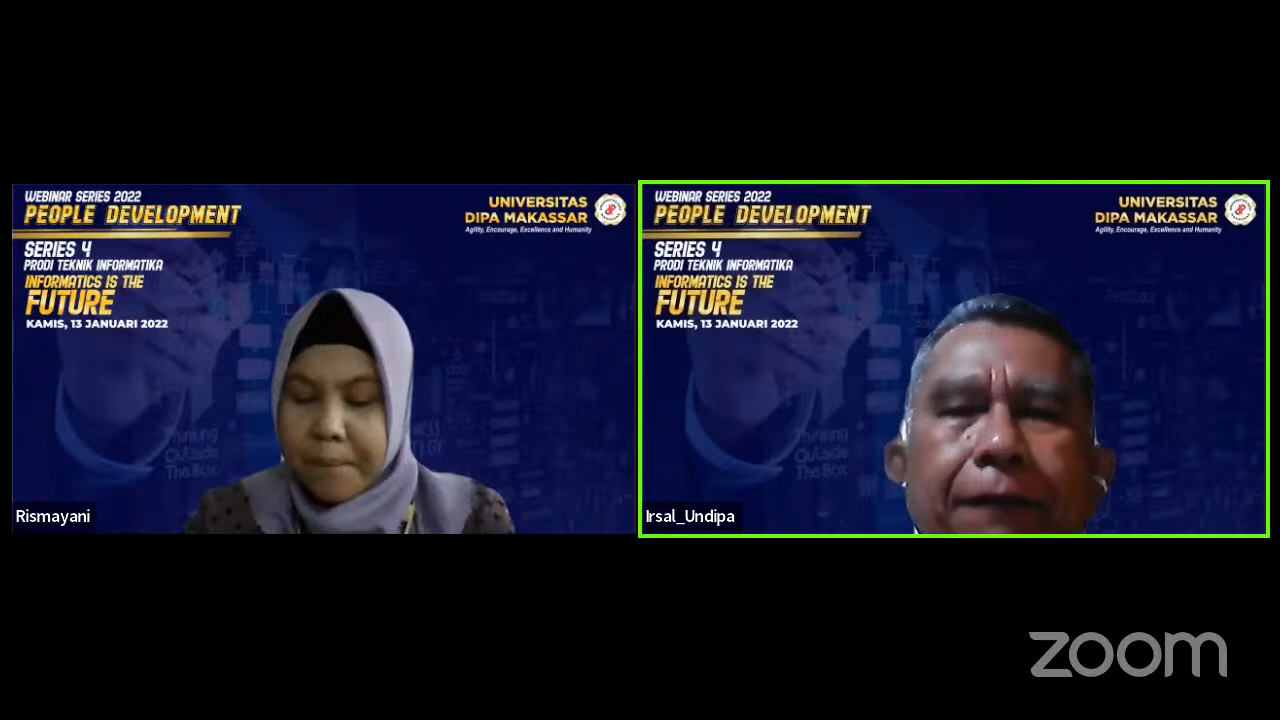 WEBINAR SERIES 2022
PEOPLE DEVELOPMENT
SERIES 4
PRODI TEKNIK INFORMATIKA
INFORMATICS IS THE
FUTURE
KAMIS, 13 JANUARI 2022
UNIVERSITAS
DIPA MAKASSAR
Agility, Encourage, Excellence and Humanity
Thinking
Outside
The Box
Rismayani
WEBINAR SERIES 2022
PEOPLE DEVELOPMENT
SERIES 4
PRODI TEKNIK INFORMATIKA
INFORMATICS IS THE
FUTURE
KAMIS, 13 JANUARI 2022
UNIVERSITAS
DIPA MAKASSAR
Agility, Encourage, Excellence and Humanity
Thinking
Outside
The Box
Irsal_Undipa
zoom